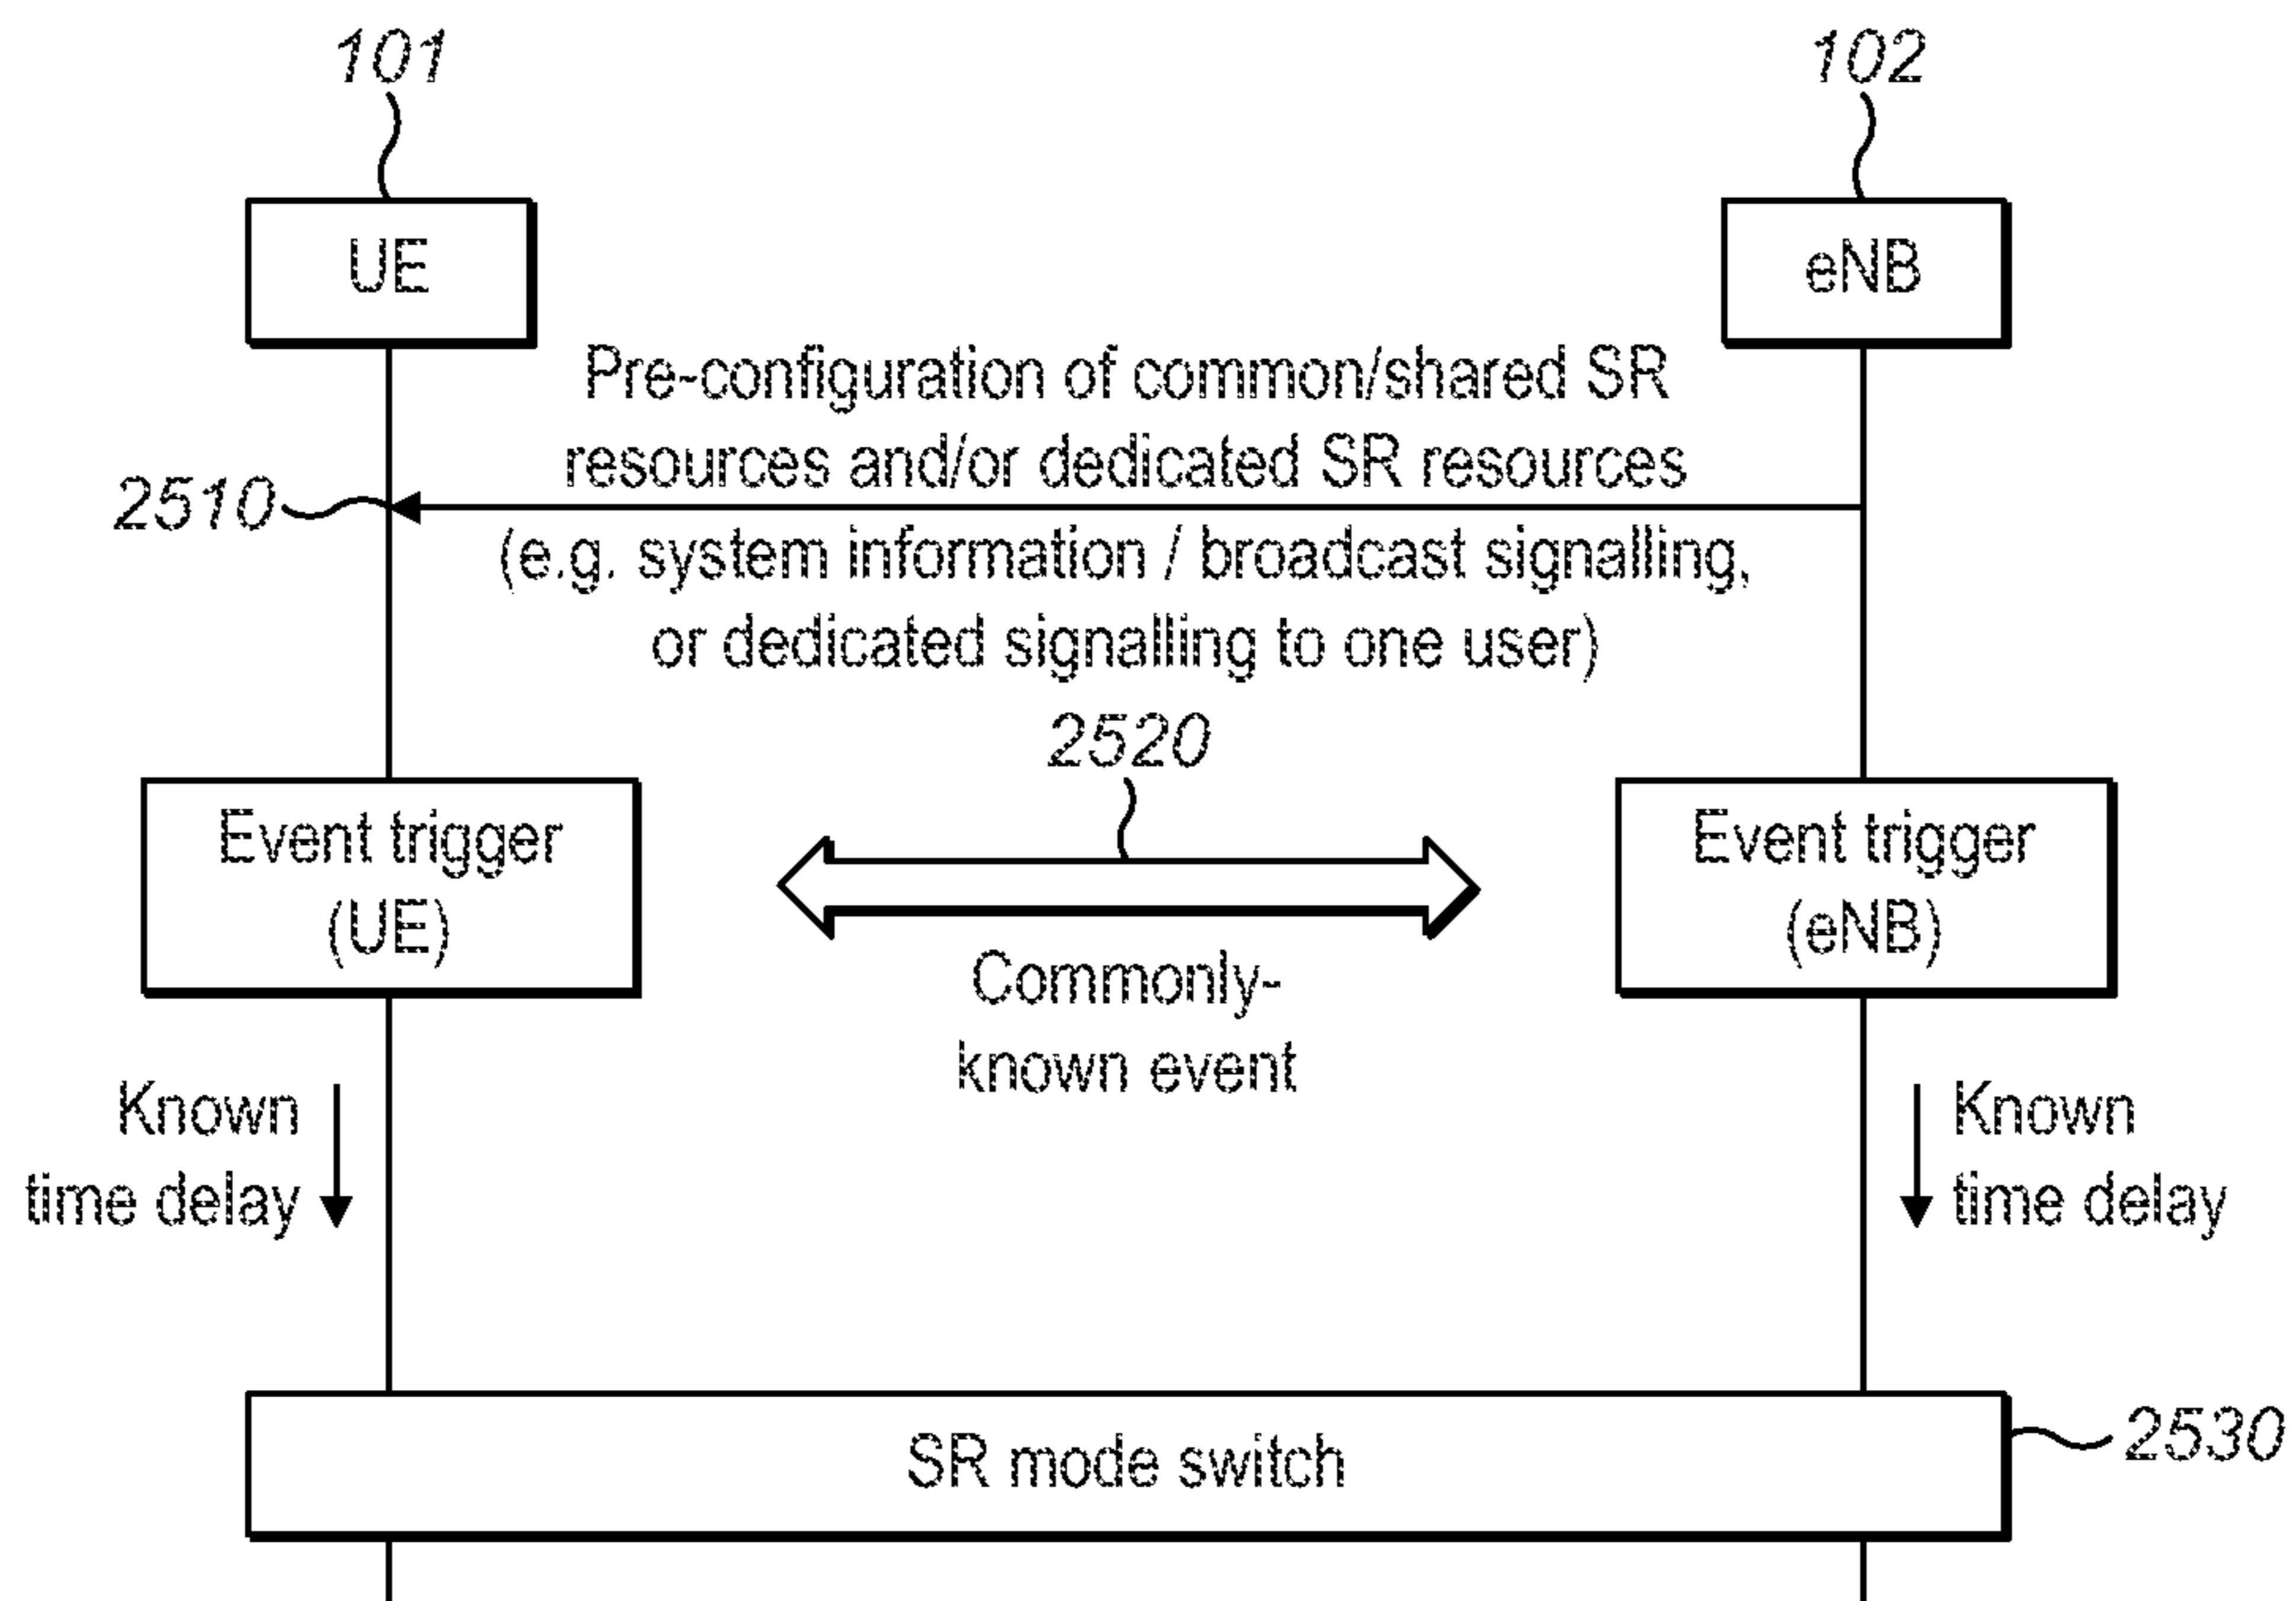 101
102
UE
eNB
Pre-configuration of common/shared SR
resources and/or dedicated SR resources
2510
(e.g. system information / broadcast signalling,
or dedicated signalling to one user)
2520
Event trigger
(UE)
Event trigger
(eNB)
Commonly-
known event
Known
time delay
Known
time delay
SR mode switch
2530